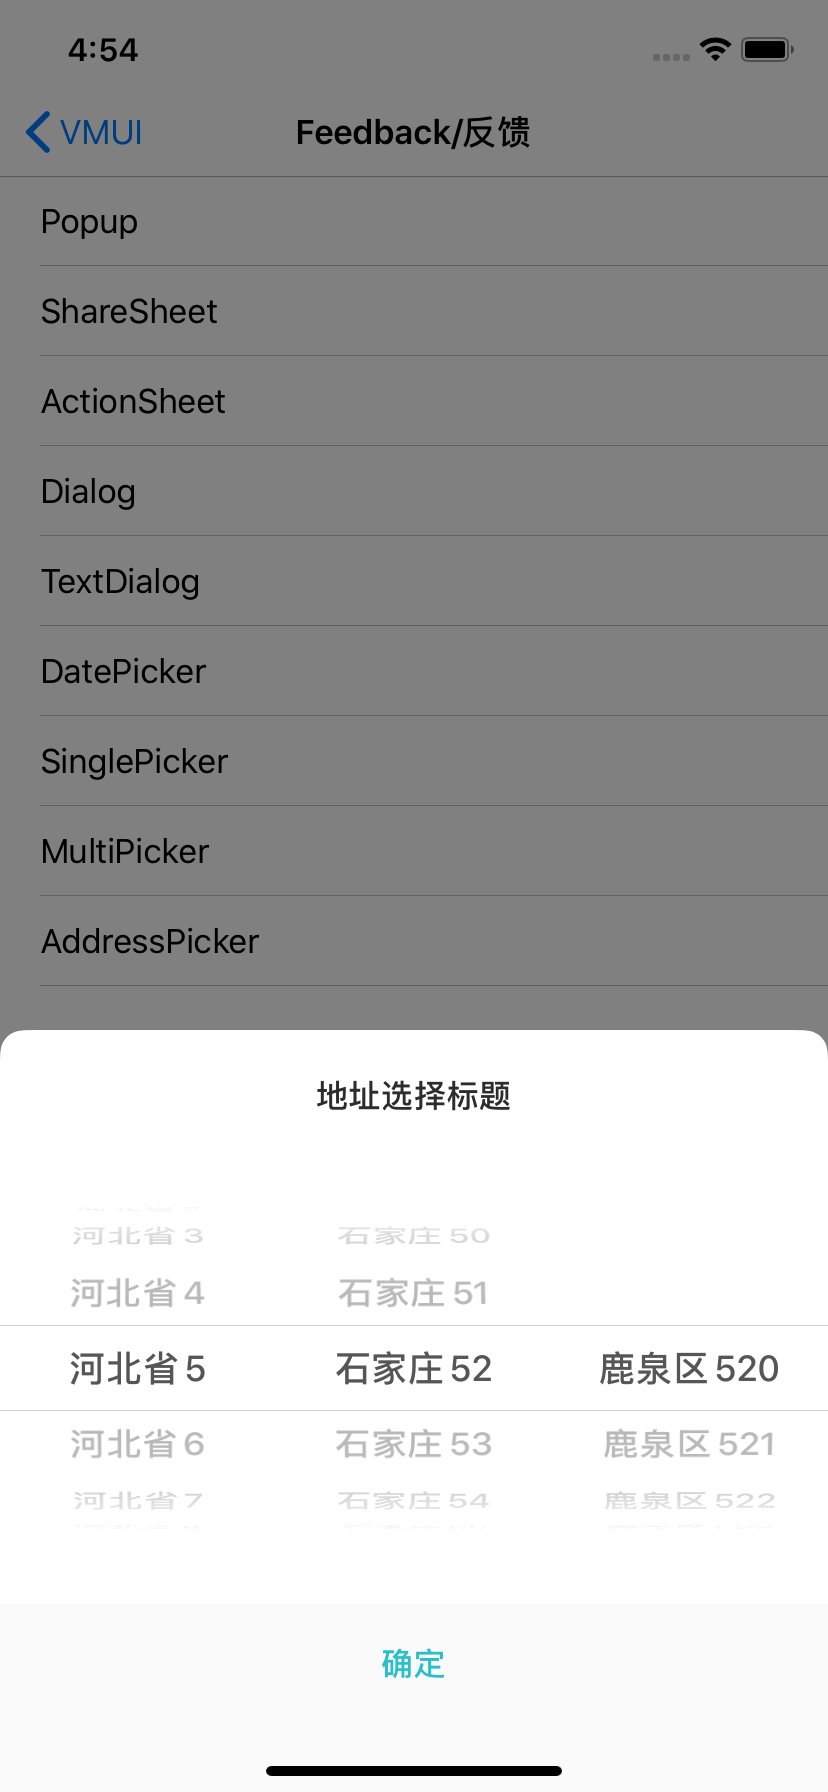 4:54
VMUI
Feedback/反馈
Popup
ShareSheet
ActionSheet
Dialog
TextDialog
DatePicker
SinglePicker
MultiPicker
AddressPicker
地址选择标题
河北省 3 石家庄 50
河北省 4 石家庄 51
河北省 5 石家庄 52 鹿泉区 520
河北省 6 石家庄 53 鹿泉区 521
河北省 7 石家庄 54 鹿泉区 522
确定